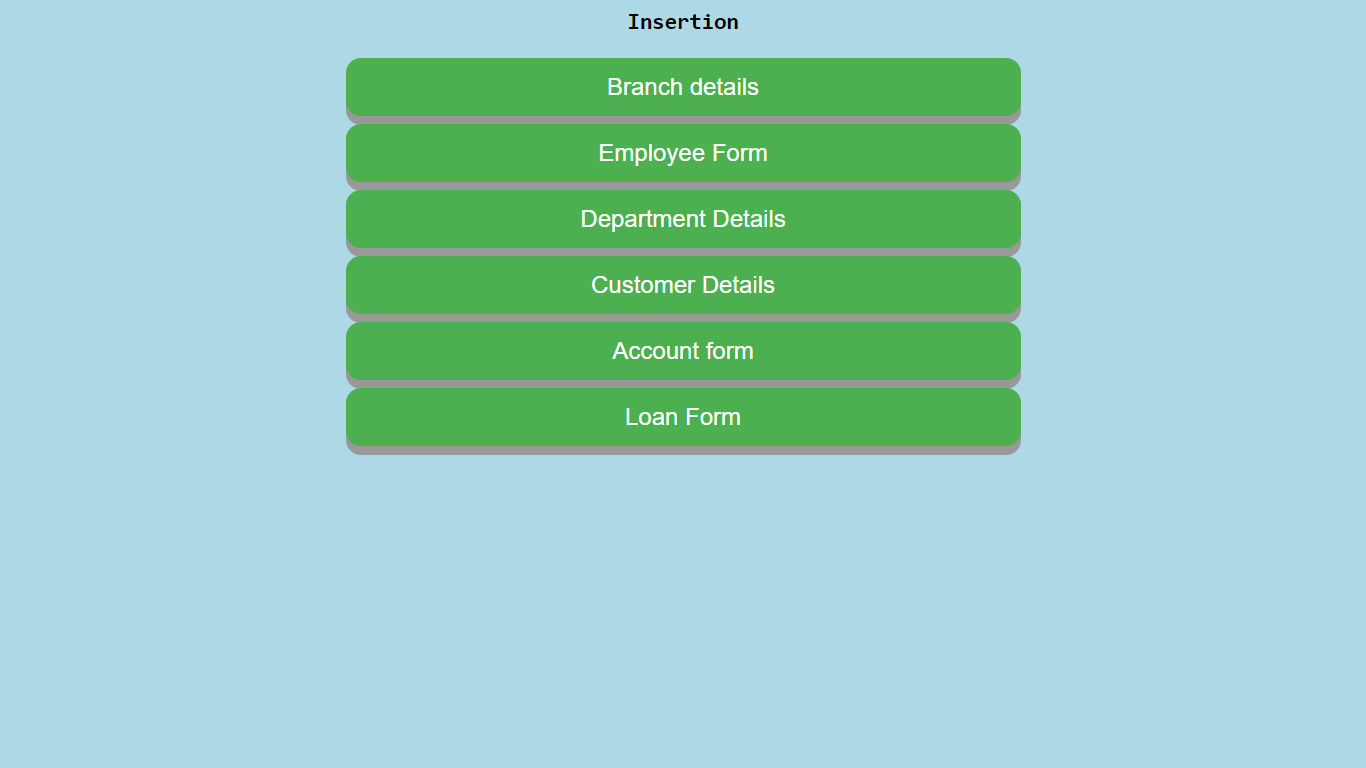 Insertion
Branch details
Employee Form
Department Details
Customer Details
Account form
Loan Form